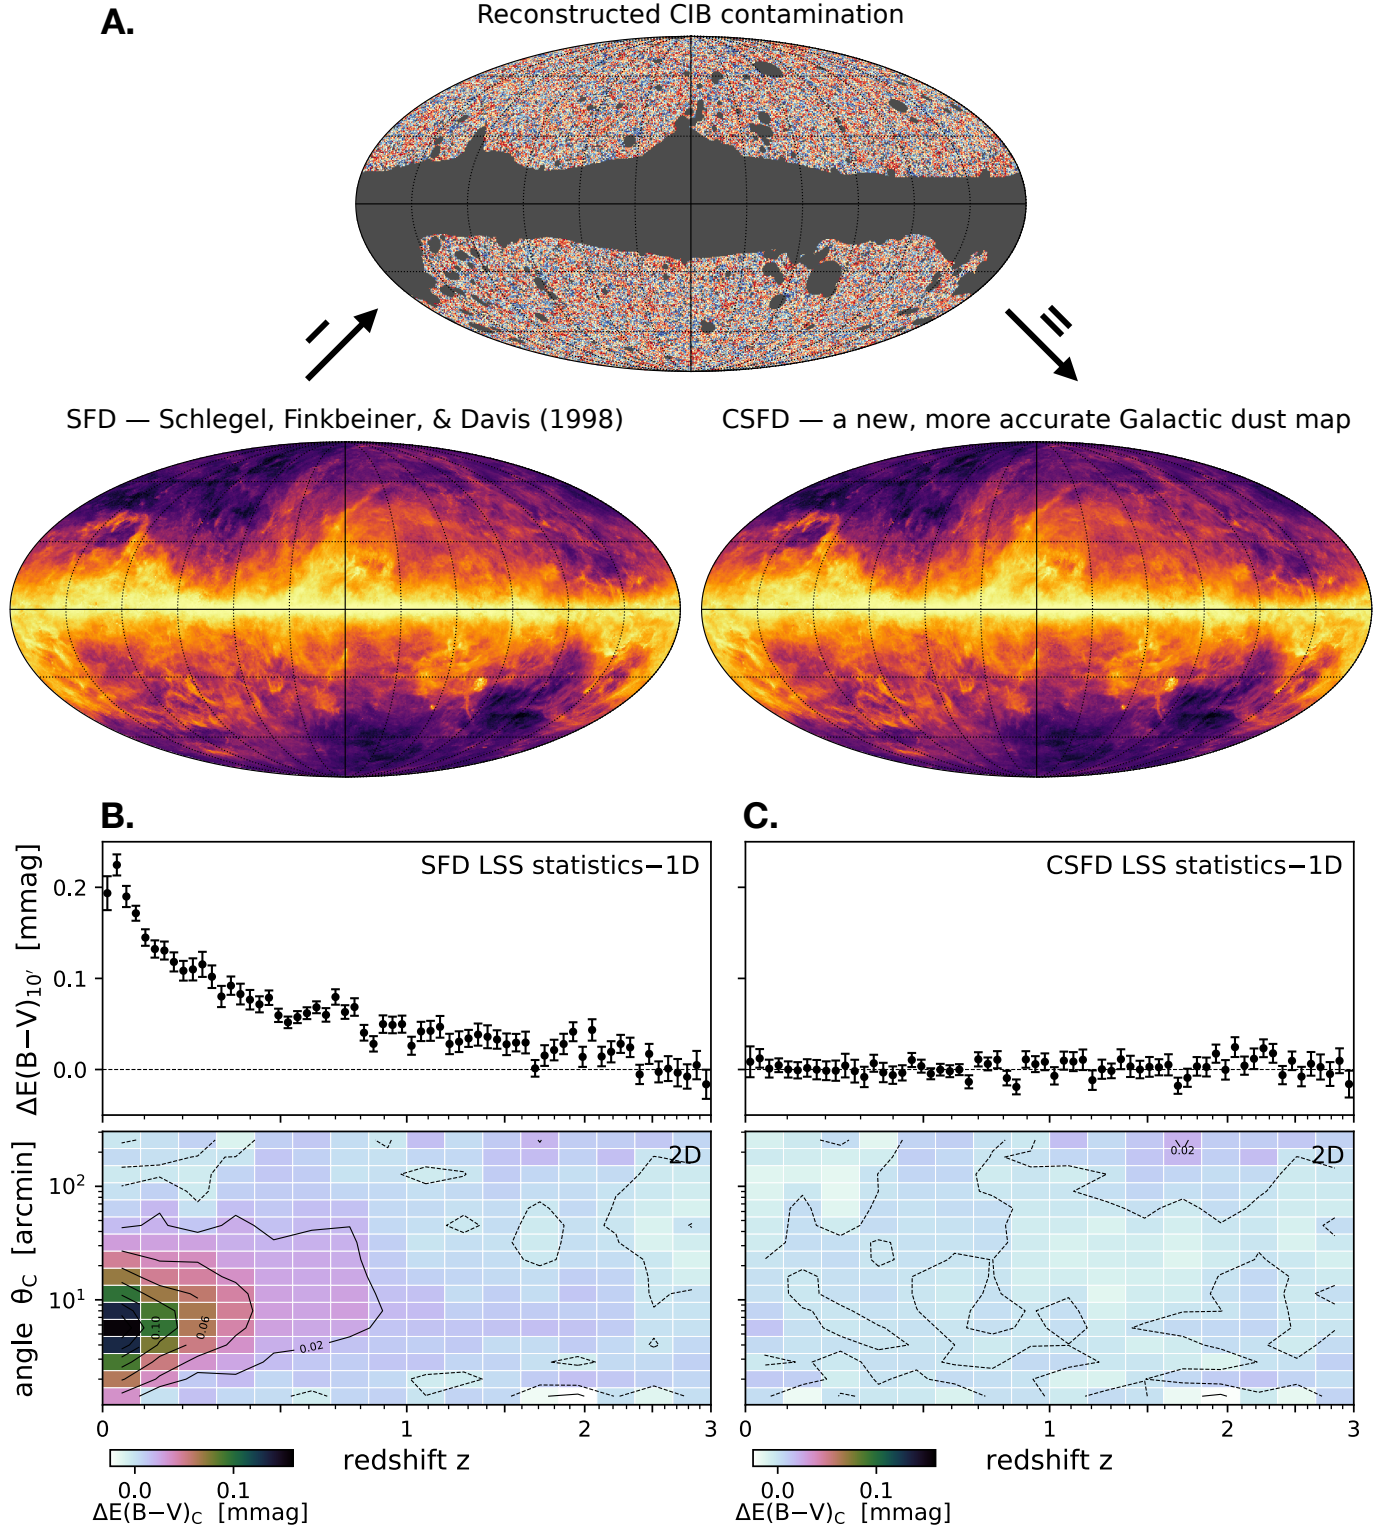 A.
Reconstructed CIB contamination
SFD — Schlegel, Finkbeiner, & Davis (1998)
CSFD — a new, more accurate Galactic dust map
B.
C.
SFD LSS statistics−1D
CSFD LSS statistics−1D
ΔE(B−V)10′ [mmag]
0.2
0.1
0.0
2D
2D
angle θC [arcmin]
10²
10¹
0.10
0.06
0.02
0.02
0
1
2
3
0
1
2
3
redshift z
redshift z
0.0
0.1
0.0
0.1
ΔE(B−V)C [mmag]
ΔE(B−V)C [mmag]